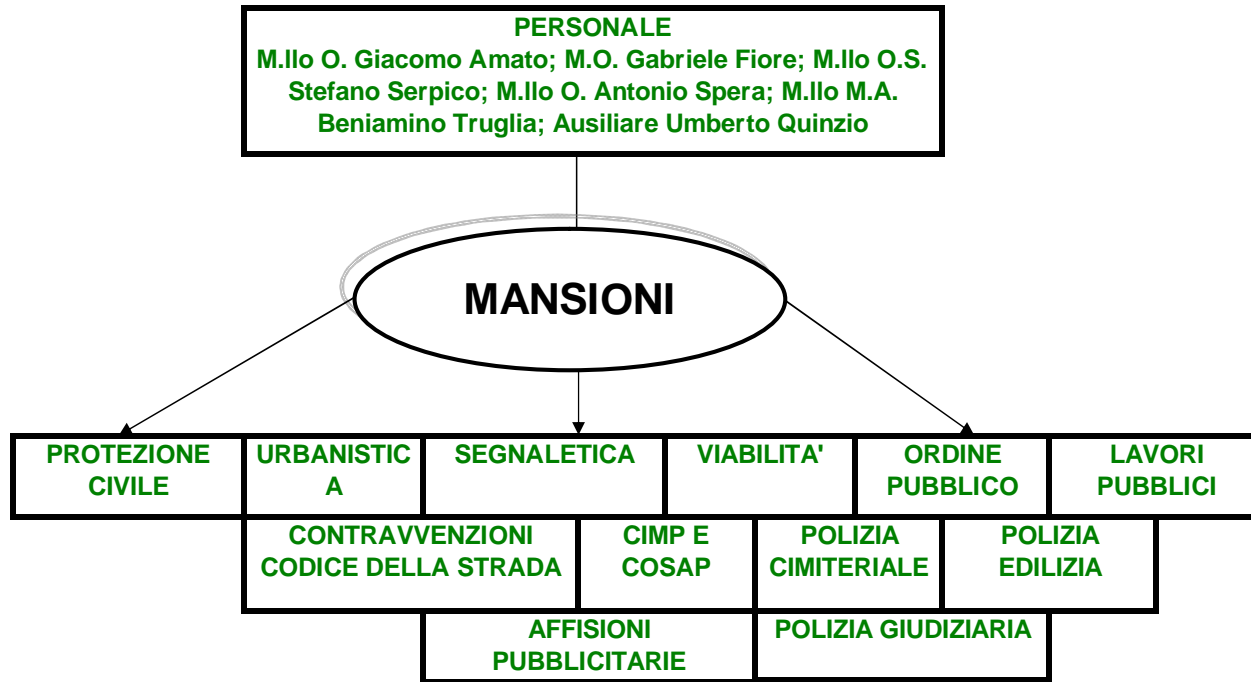 PERSONALE
M.llo O. Giacomo Amato; M.O. Gabriele Fiore; M.llo O.S.
Stefano Serpico; M.llo O. Antonio Spera; M.llo M.A.
Beniamino Truglia; Ausiliare Umberto Quinzio
MANSIONI
PROTEZIONE
CIVILE
URBANISTIC
A
SEGNALETICA
VIABILITA'
ORDINE
PUBBLICO
LAVORI
PUBBLICI
CONTRAVVENZIONI
CODICE DELLA STRADA
CIMP E
COSAP
POLIZIA
CIMITERIALE
POLIZIA
EDILIZIA
AFFISIONI
PUBBLICITARIE
POLIZIA GIUDIZIARIA